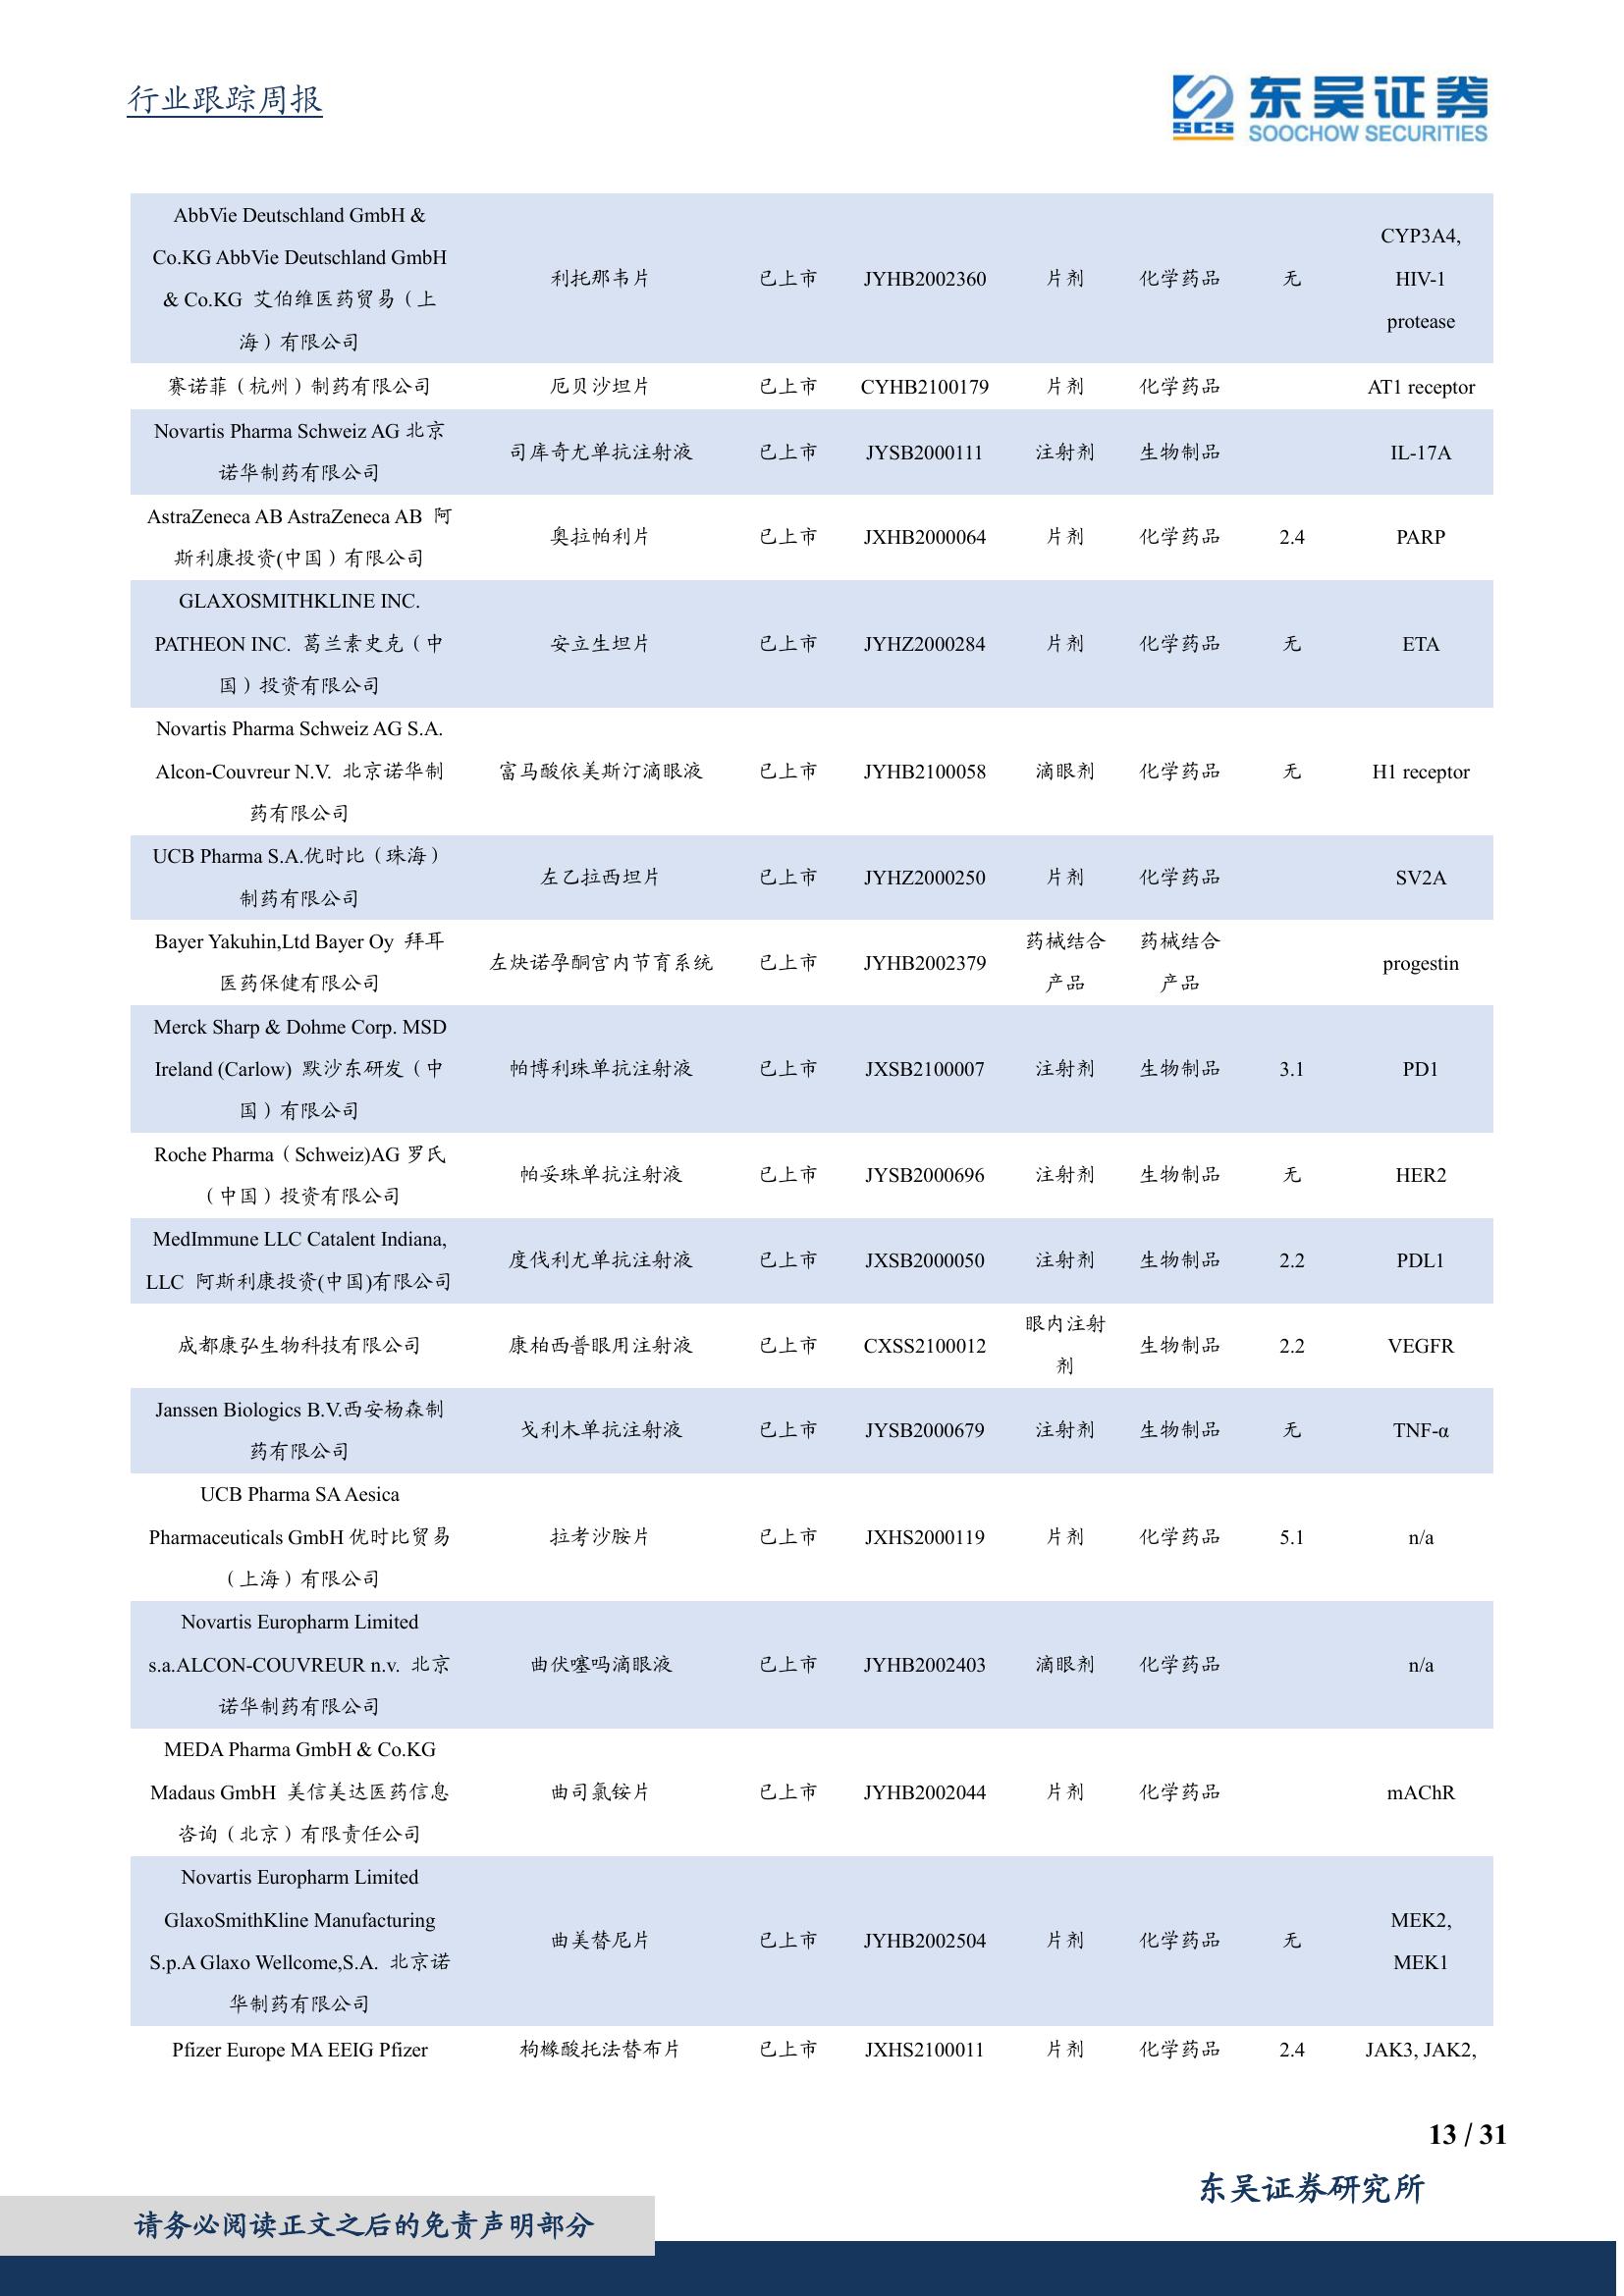 行业跟踪周报
SCS 东吴证券
SOOCHOW SECURITIES
AbbVie Deutschland GmbH &
Co.KG AbbVie Deutschland GmbH
& Co.KG 艾伯维医药贸易（上
海）有限公司
利托那韦片 已上市 JYHB2002360 片剂 化学药品 无
CYP3A4,
HIV-1
protease
赛诺菲（杭州）制药有限公司 厄贝沙坦片 已上市 CYHB2100179 片剂 化学药品 AT1 receptor
Novartis Pharma Schweiz AG 北京
诺华制药有限公司
司库奇尤单抗注射液 已上市 JYSB2000111 注射剂 生物制品 IL-17A
AstraZeneca AB AstraZeneca AB 阿
斯利康投资(中国）有限公司
奥拉帕利片 已上市 JXHB2000064 片剂 化学药品 2.4 PARP
GLAXOSMITHKLINE INC.
PATHEON INC. 葛兰素史克（中
国）投资有限公司
安立生坦片 已上市 JYHZ2000284 片剂 化学药品 无 ETA
Novartis Pharma Schweiz AG S.A.
Alcon-Couvreur N.V. 北京诺华制
药有限公司
富马酸依美斯汀滴眼液 已上市 JYHB2100058 滴眼剂 化学药品 无 H1 receptor
UCB Pharma S.A.优时比（珠海）
制药有限公司
左乙拉西坦片 已上市 JYHZ2000250 片剂 化学药品 SV2A
Bayer Yakuhin,Ltd Bayer Oy 拜耳
医药保健有限公司
左炔诺孕酮宫内节育系统 已上市 JYHB2002379
药械结合
产品
药械结合
产品
progestin
Merck Sharp & Dohme Corp. MSD
Ireland (Carlow) 默沙东研发（中
国）有限公司
帕博利珠单抗注射液 已上市 JXSB2100007 注射剂 生物制品 3.1 PD1
Roche Pharma（Schweiz)AG 罗氏
（中国）投资有限公司
帕妥珠单抗注射液 已上市 JYSB2000696 注射剂 生物制品 无 HER2
MedImmune LLC Catalent Indiana,
LLC 阿斯利康投资(中国)有限公司
度伐利尤单抗注射液 已上市 JXSB2000050 注射剂 生物制品 2.2 PDL1
成都康弘生物科技有限公司 康柏西普眼用注射液 已上市 CXSS2100012
眼内注射
剂
生物制品 2.2 VEGFR
Janssen Biologics B.V.西安杨森制
药有限公司
戈利木单抗注射液 已上市 JYSB2000679 注射剂 生物制品 无 TNF-α
UCB Pharma SA Aesica
Pharmaceuticals GmbH 优时比贸易
（上海）有限公司
拉考沙胺片 已上市 JXHS2000119 片剂 化学药品 5.1 n/a
Novartis Europharm Limited
s.a.ALCON-COUVREUR n.v. 北京
诺华制药有限公司
曲伏噻吗滴眼液 已上市 JYHB2002403 滴眼剂 化学药品 n/a
MEDA Pharma GmbH & Co.KG
Madaus GmbH 美信美达医药信息
咨询（北京）有限责任公司
曲司氯铵片 已上市 JYHB2002044 片剂 化学药品 mAChR
Novartis Europharm Limited
GlaxoSmithKline Manufacturing
S.p.A Glaxo Wellcome,S.A. 北京诺
华制药有限公司
曲美替尼片 已上市 JYHB2002504 片剂 化学药品 无
MEK2,
MEK1
Pfizer Europe MA EEIG Pfizer 枸橼酸托法替布片 已上市 JXHS2100011 片剂 化学药品 2.4 JAK3, JAK2,
13 / 31
东吴证券研究所
请务必阅读正文之后的免责声明部分